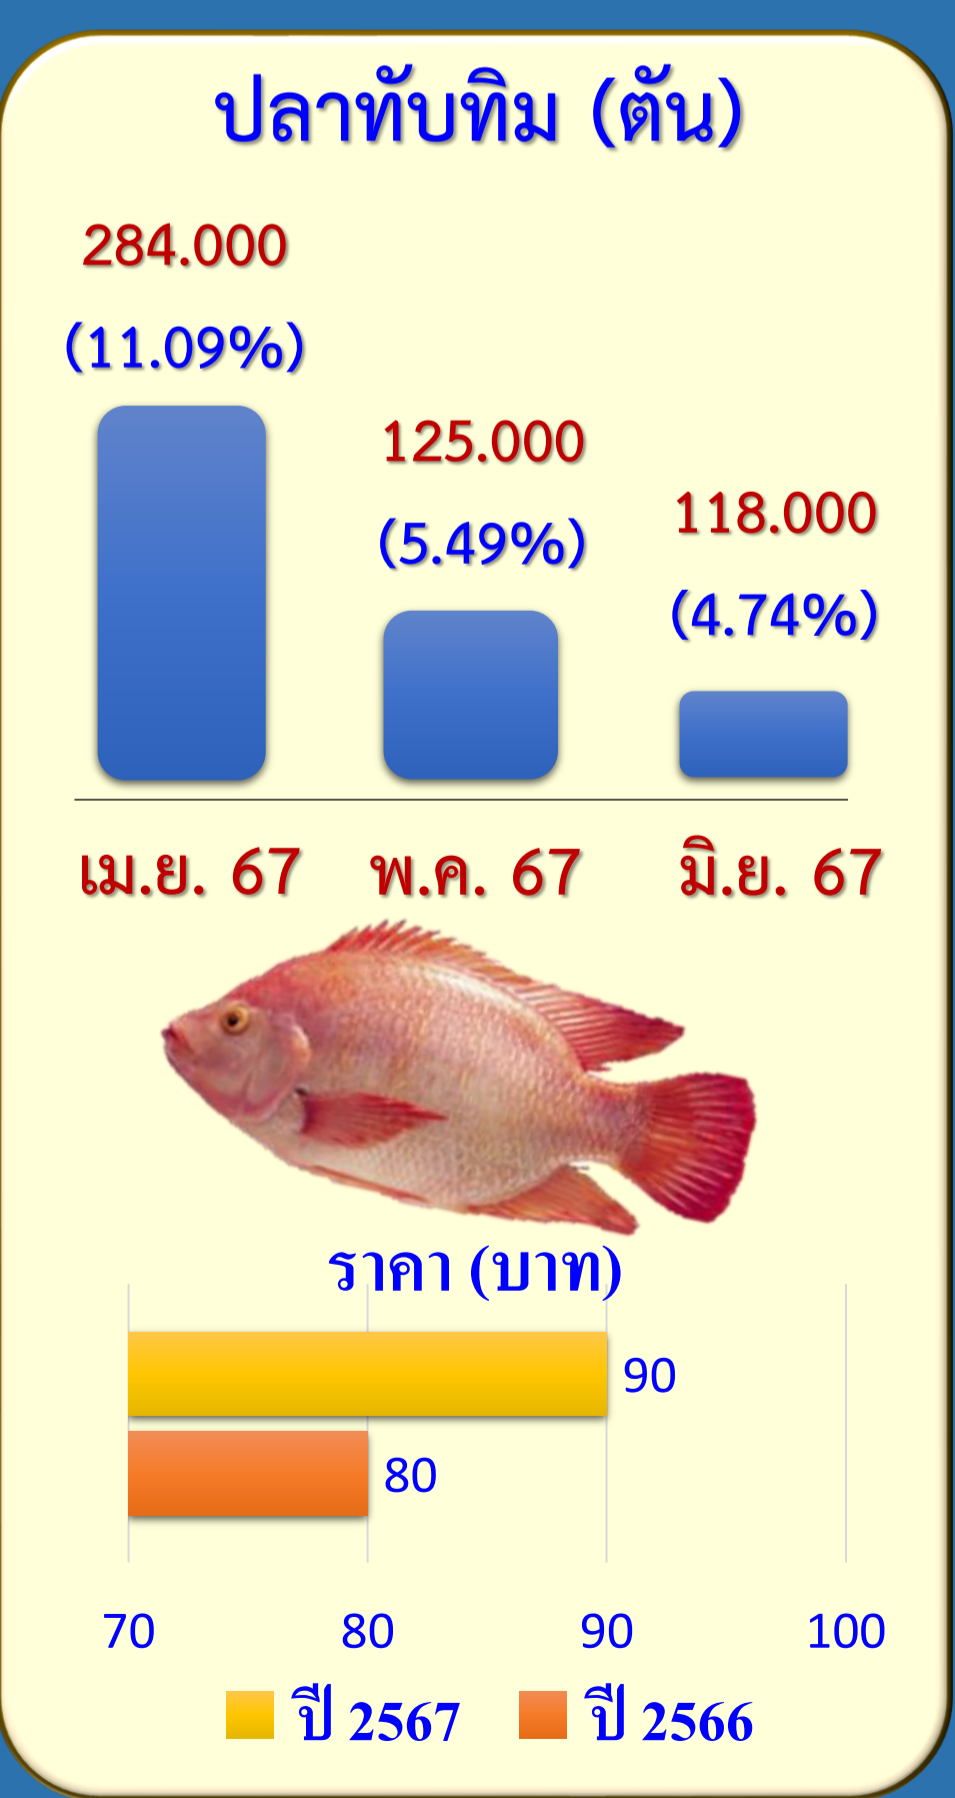 ปลาทับทิม (ตัน)
284.000
(11.09%)
125.000
(5.49%)
118.000
(4.74%)
เม.ย. 67 พ.ค. 67 มิ.ย. 67
ราคา (บาท)
90
80
70 80 90 100
ปี 2567 ปี 2566